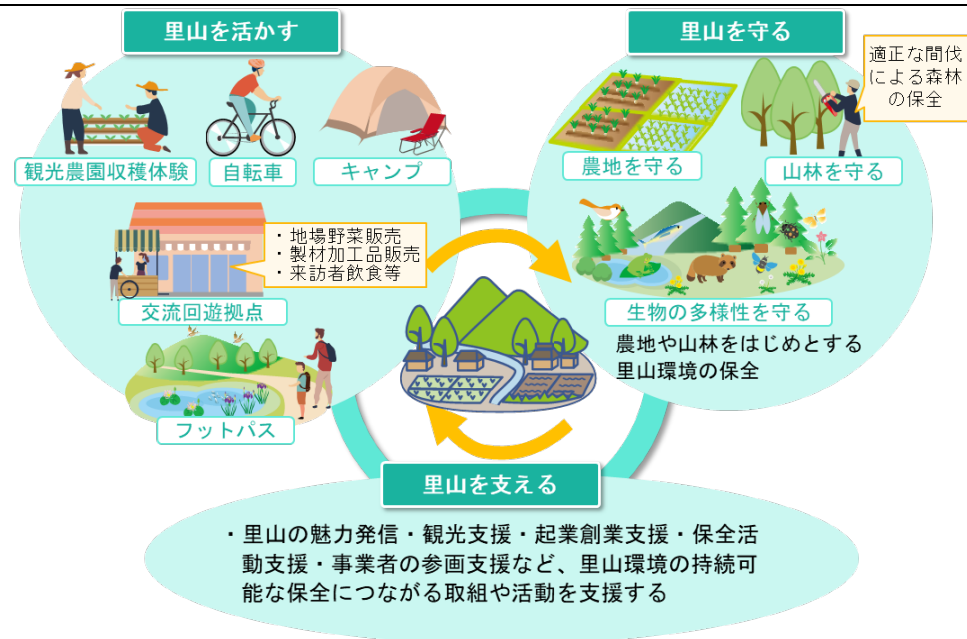 里山を活かす
観光農園収穫体験
自転車
キャンプ
・地場野菜販売
・製材加工品販売
・来訪者飲食等
交流回遊拠点
フットパス
里山を守る
適正な間伐
による森林
の保全
農地を守る
山林を守る
生物の多様性を守る
農地や山林をはじめとする
里山環境の保全
里山を支える
・里山の魅力発信・観光支援・起業創業支援・保全活
動支援・事業者の参画支援など、里山環境の持続可
能な保全につながる取組や活動を支援する